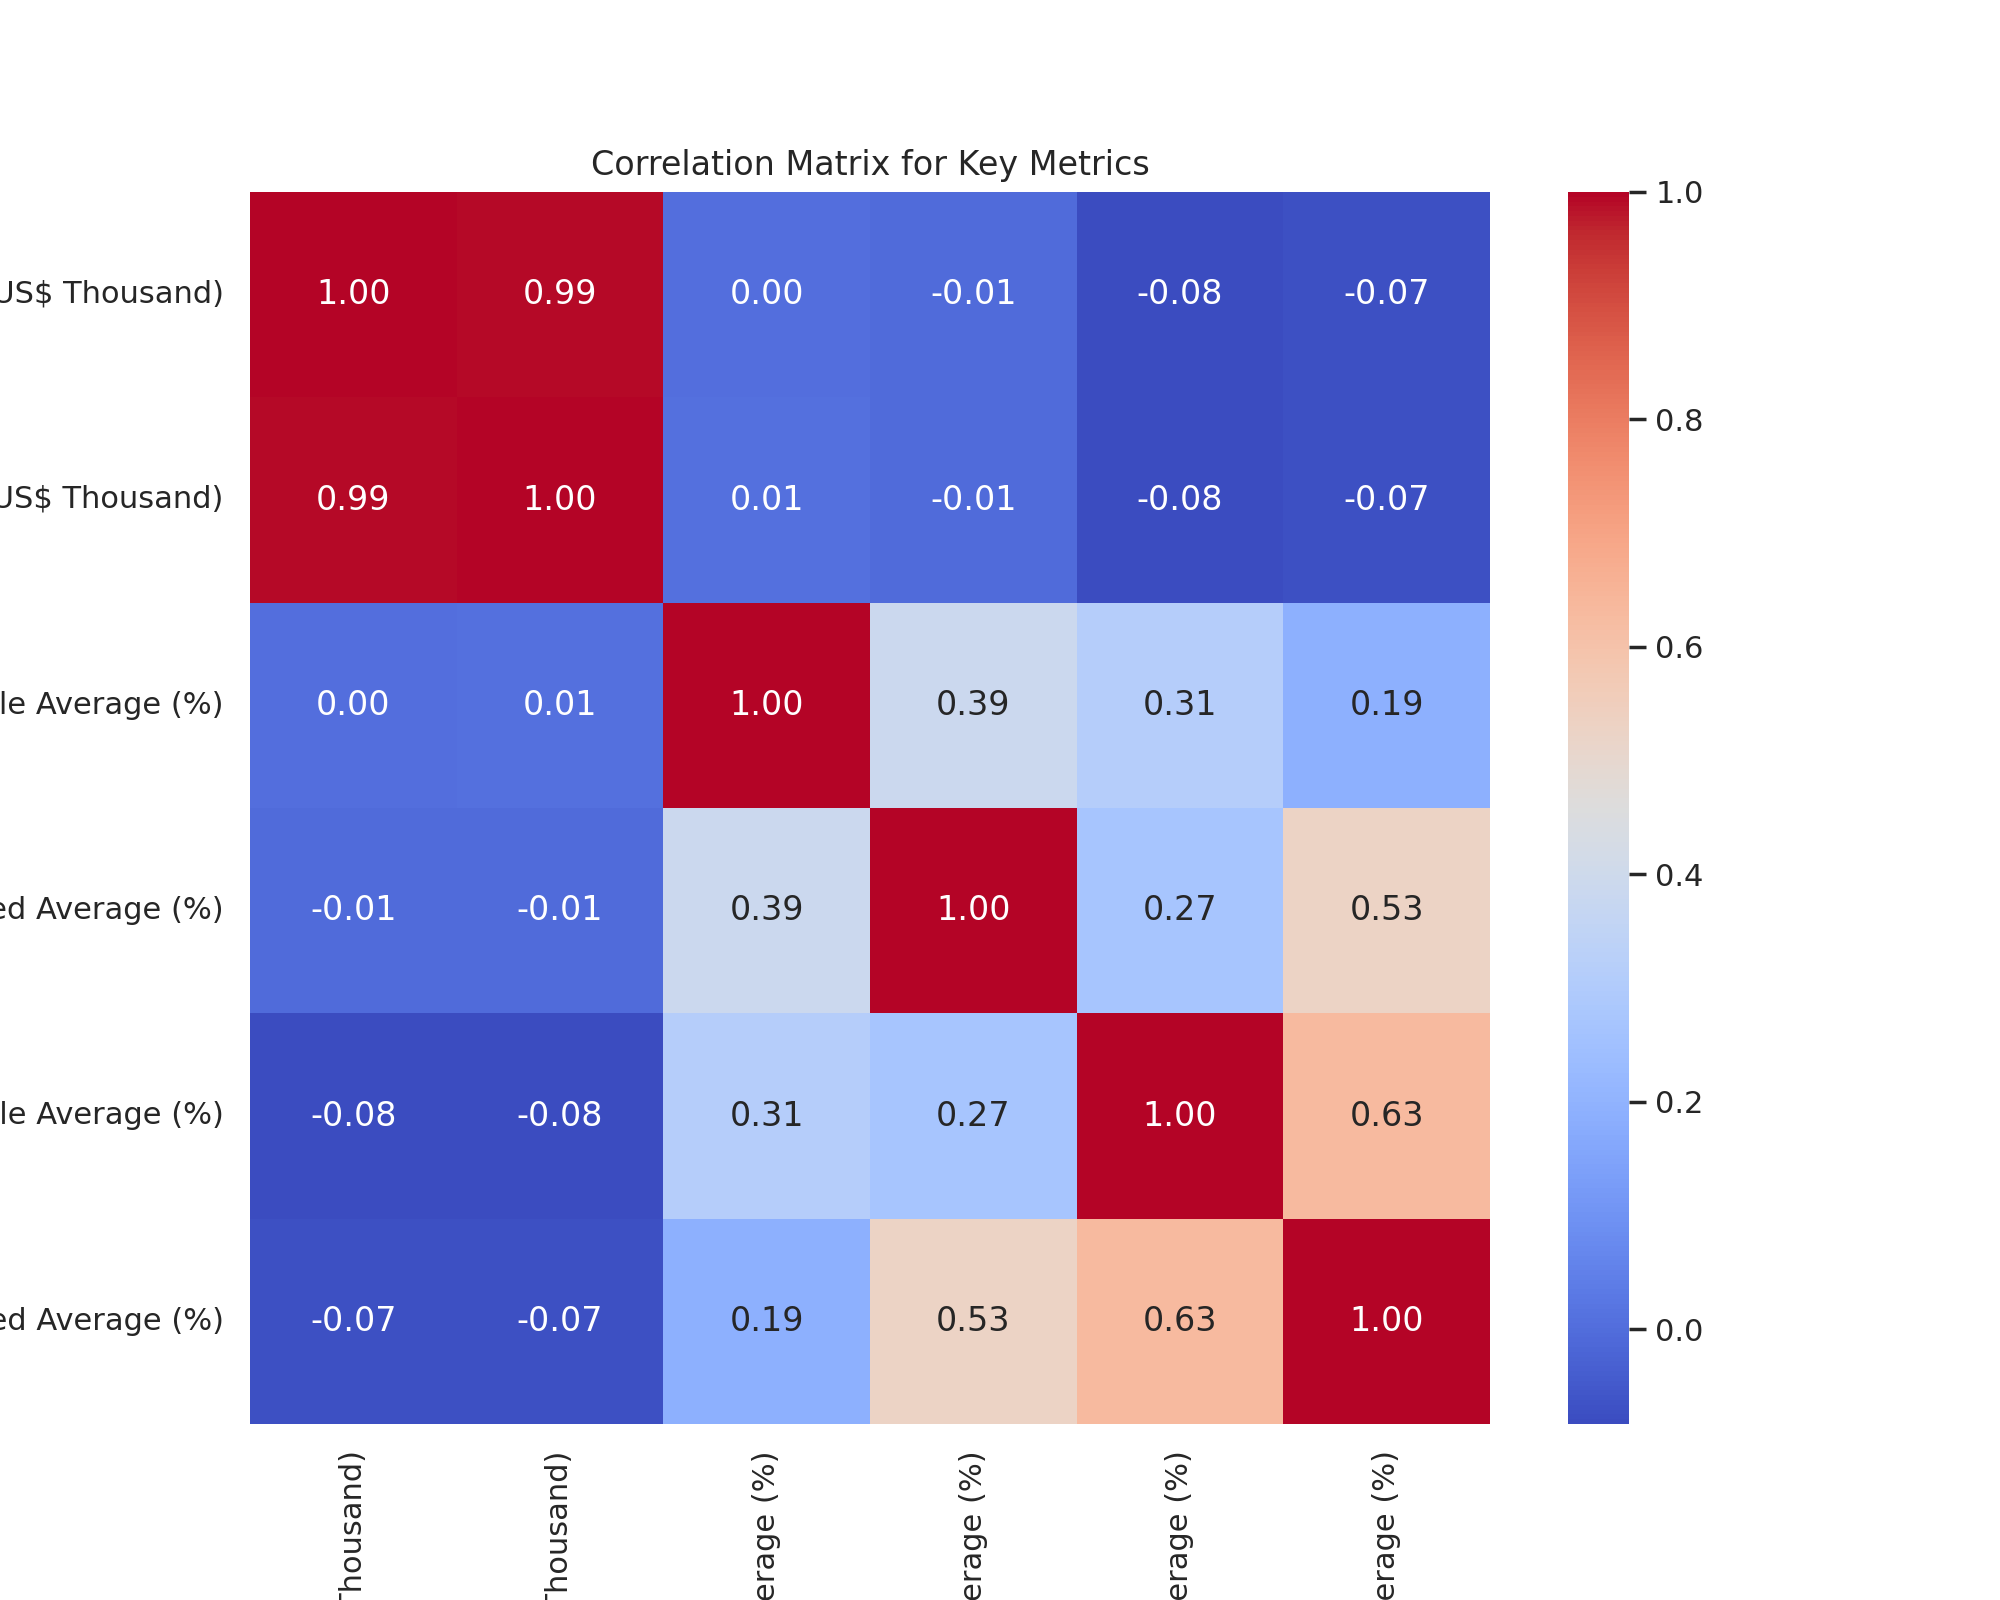 Correlation Matrix for Key Metrics
US$ Thousand) 1.00 0.99 0.00 -0.01 -0.08 -0.07
US$ Thousand) 0.99 1.00 0.01 -0.01 -0.08 -0.07
le Average (%) 0.00 0.01 1.00 0.39 0.31 0.19
ed Average (%) -0.01 -0.01 0.39 1.00 0.27 0.53
le Average (%) -0.08 -0.08 0.31 0.27 1.00 0.63
ed Average (%) -0.07 -0.07 0.19 0.53 0.63 1.00
Thousand)
Thousand)
erage (%)
erage (%)
erage (%)
erage (%)
1.0
0.8
0.6
0.4
0.2
0.0